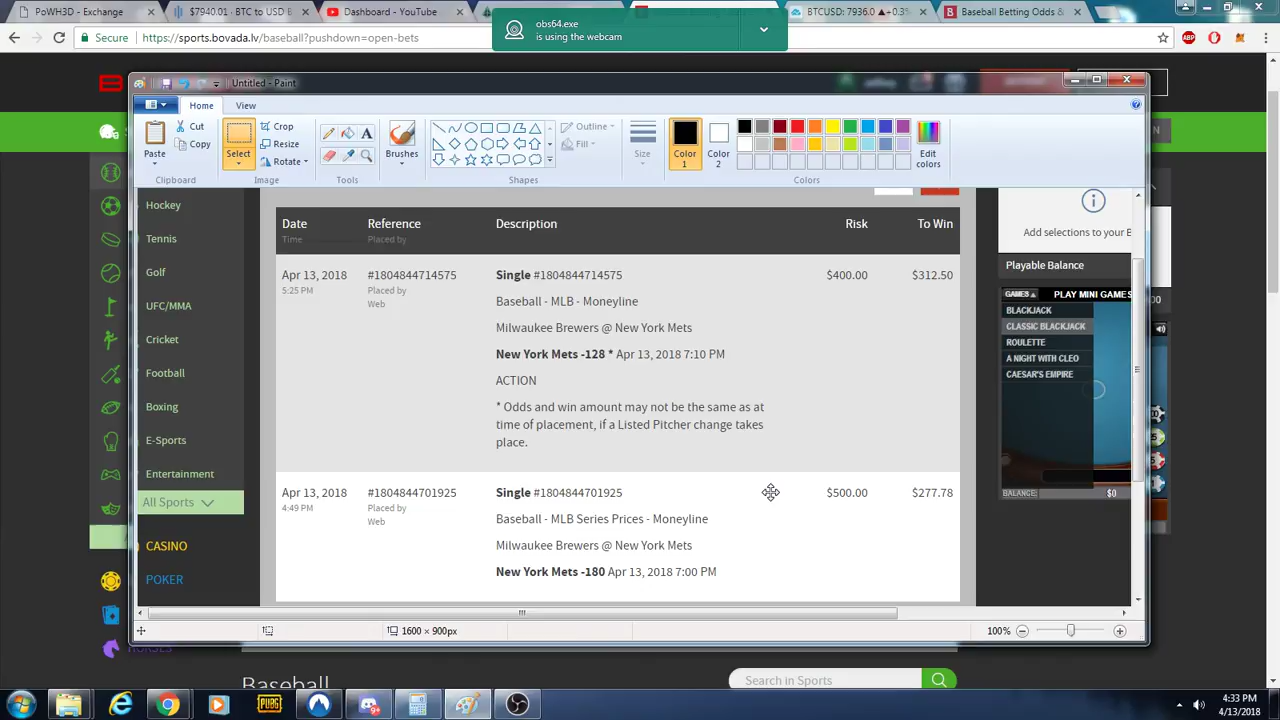 PoWH3D - Exchange
$7940.01 · BTC to USD B
Dashboard - YouTube
BTCUSD: 7936.0 ▲+0.3%
Baseball Betting Odds &
obs64.exe
is using the webcam
Secure
https://sports.bovada.lv/baseball?pushdown=open-bets
ABP
Untitled - Paint
Home
View
Paste
Cut
Copy
Clipboard
Select
Crop
Resize
Rotate
Image
Tools
Brushes
Shapes
Outline
Fill
Size
Color 1
Color 2
Edit colors
Colors
Hockey
Tennis
Golf
UFC/MMA
Cricket
Football
Boxing
E-Sports
Entertainment
All Sports
CASINO
POKER
HORSES
Date
Time
Reference
Placed by
Description
Risk
To Win
Apr 13, 2018
5:25 PM
#1804844714575
Placed by
Web
Single #1804844714575
$400.00
$312.50
Baseball - MLB - Moneyline
Milwaukee Brewers @ New York Mets
New York Mets -128 * Apr 13, 2018 7:10 PM
ACTION
* Odds and win amount may not be the same as at
time of placement, if a Listed Pitcher change takes
place.
Apr 13, 2018
4:49 PM
#1804844701925
Placed by
Web
Single #1804844701925
$500.00
$277.78
Baseball - MLB Series Prices - Moneyline
Milwaukee Brewers @ New York Mets
New York Mets -180 Apr 13, 2018 7:00 PM
Add selections to your B
Playable Balance
GAMES
PLAY MINI GAMES
BLACKJACK
CLASSIC BLACKJACK
ROULETTE
A NIGHT WITH CLEO
CAESAR'S EMPIRE
BALANCE:
$0
1600 × 900px
100%
Baseball
Search in Sports
PUBG
4:33 PM
4/13/2018